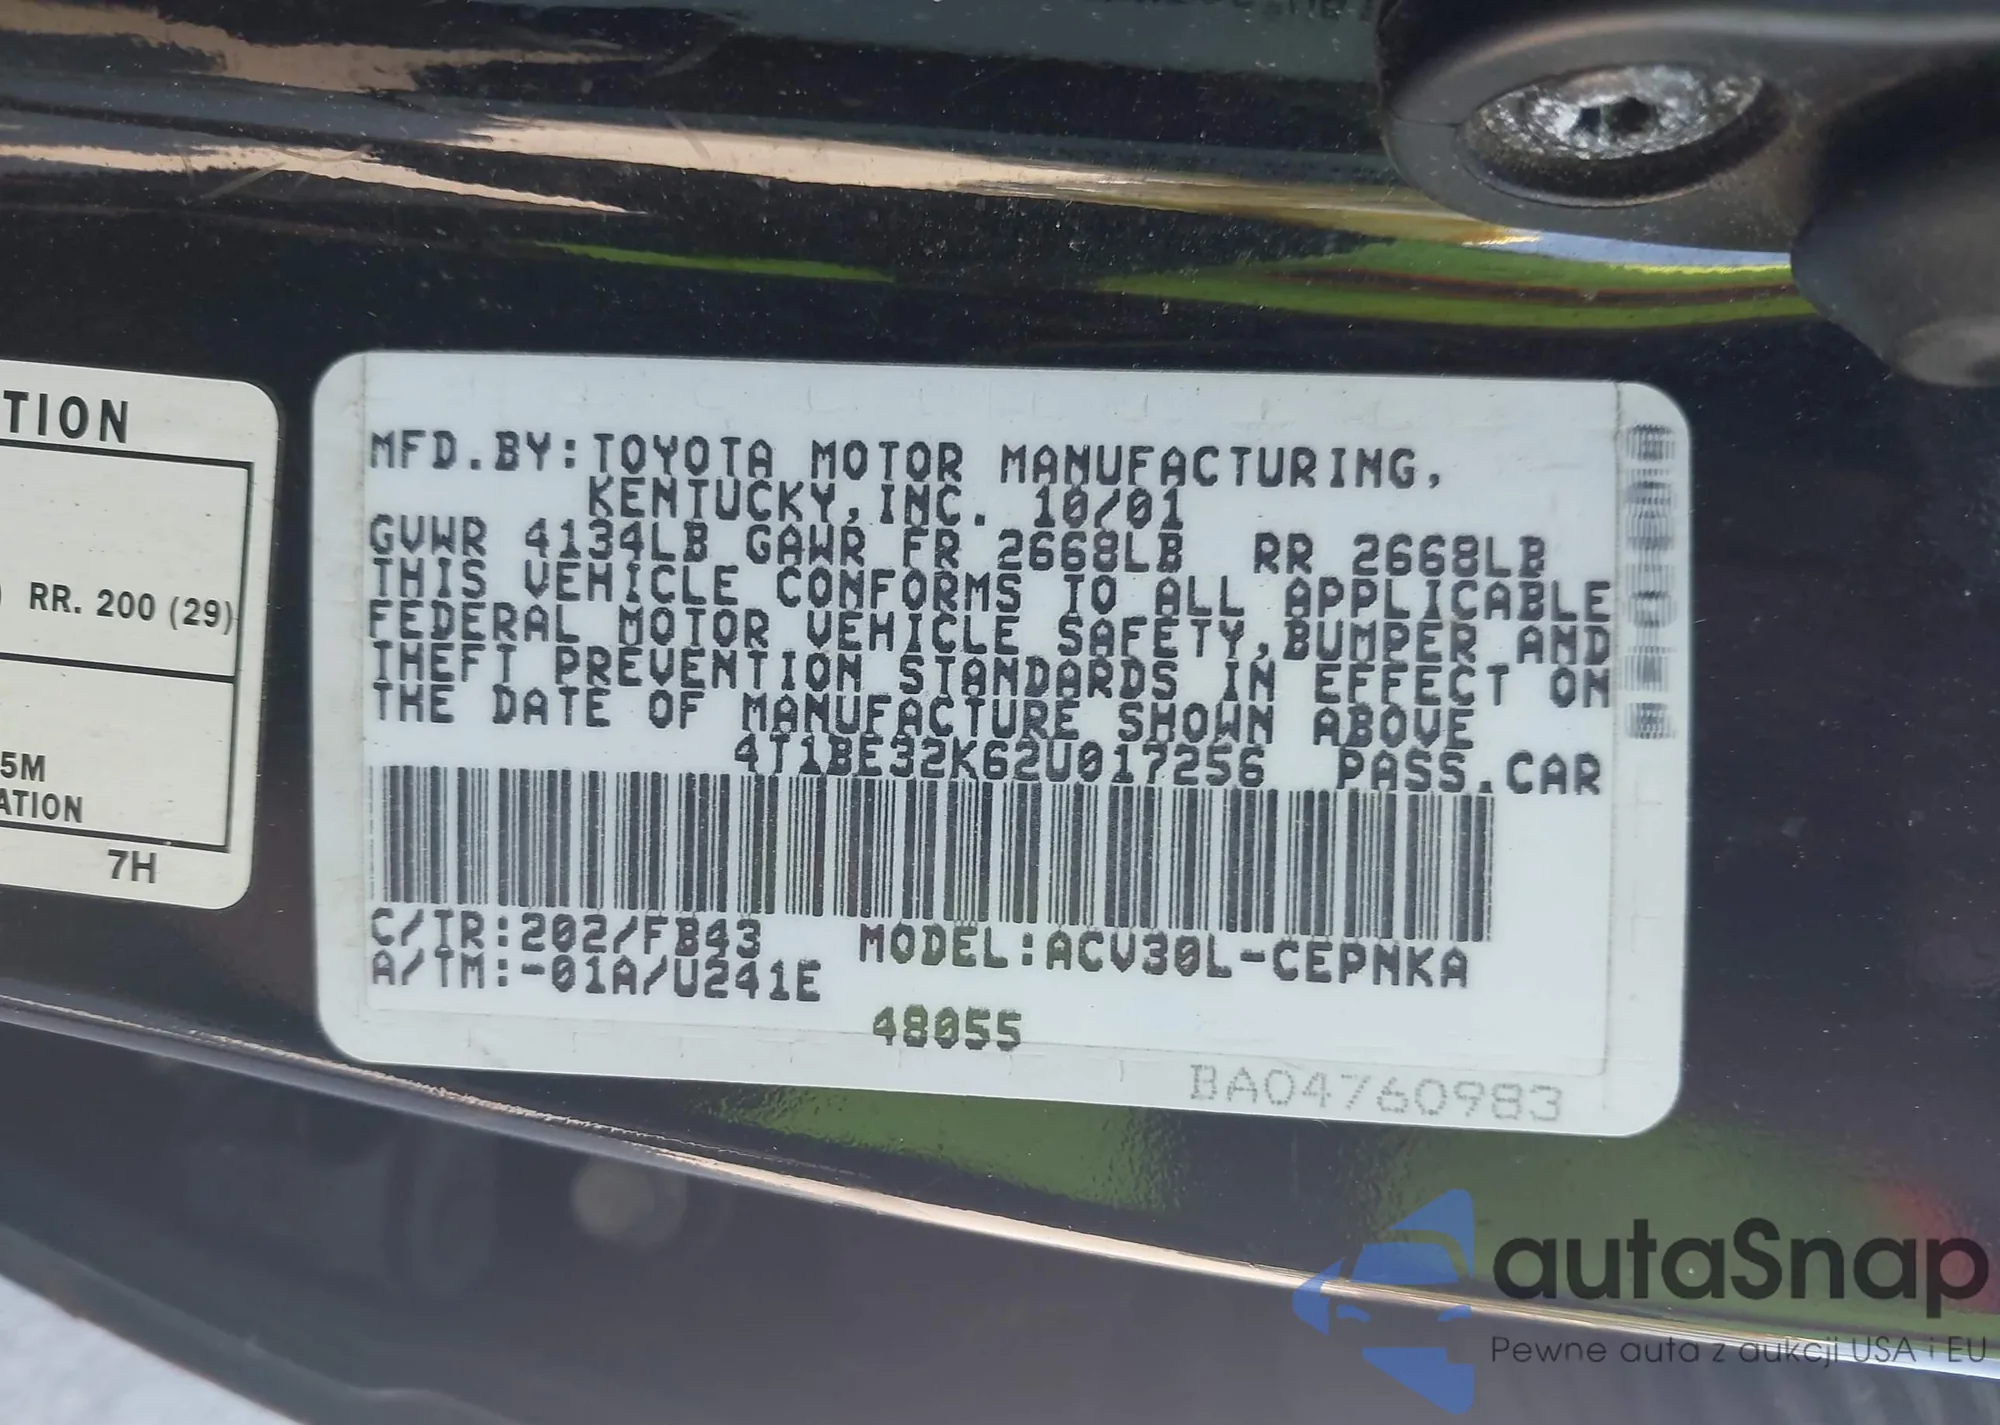 TION
RR. 200 (29)
5M
ATION
7H
MFD.BY:TOYOTA MOTOR MANUFACTURING,
KENTUCKY,INC. 10/01
GVWR 4134LB GAWR FR 2668LB RR 2668LB
THIS VEHICLE CONFORMS TO ALL APPLICABLE
FEDERAL MOTOR VEHICLE SAFETY,BUMPER AND
THEFT PREVENTION STANDARDS IN EFFECT ON
THE DATE OF MANUFACTURE SHOWN ABOVE
4T1BE32K62U017256 PASS.CAR
C/TR:202/FB43 MODEL:ACV30L-CEPNKA
A/TM:-01A/U241E
48055
BA04760983
autaSnap
Pewne auta z aukcji USA i EU